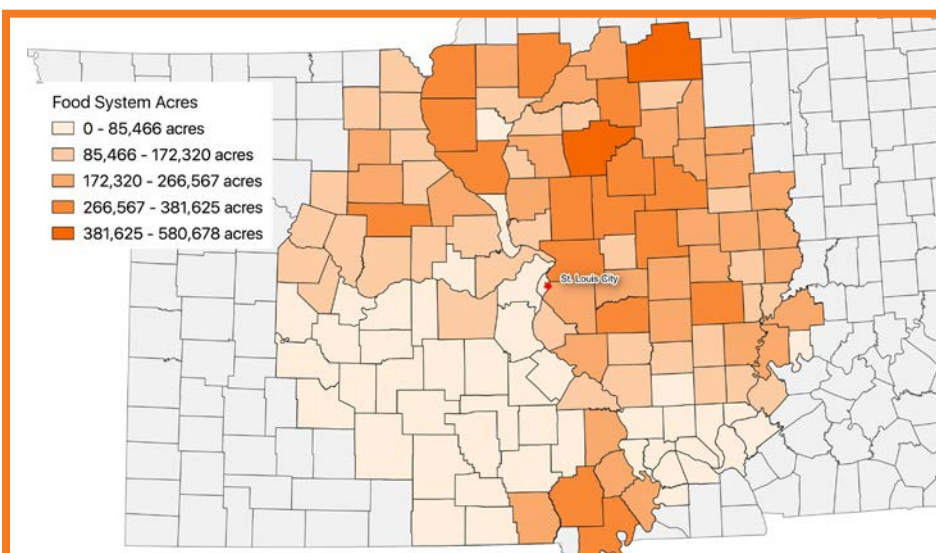 Food System Acres
0 - 85,466 acres
85,466 - 172,320 acres
172,320 - 266,567 acres
266,567 - 381,625 acres
381,625 - 580,678 acres
St. Louis City